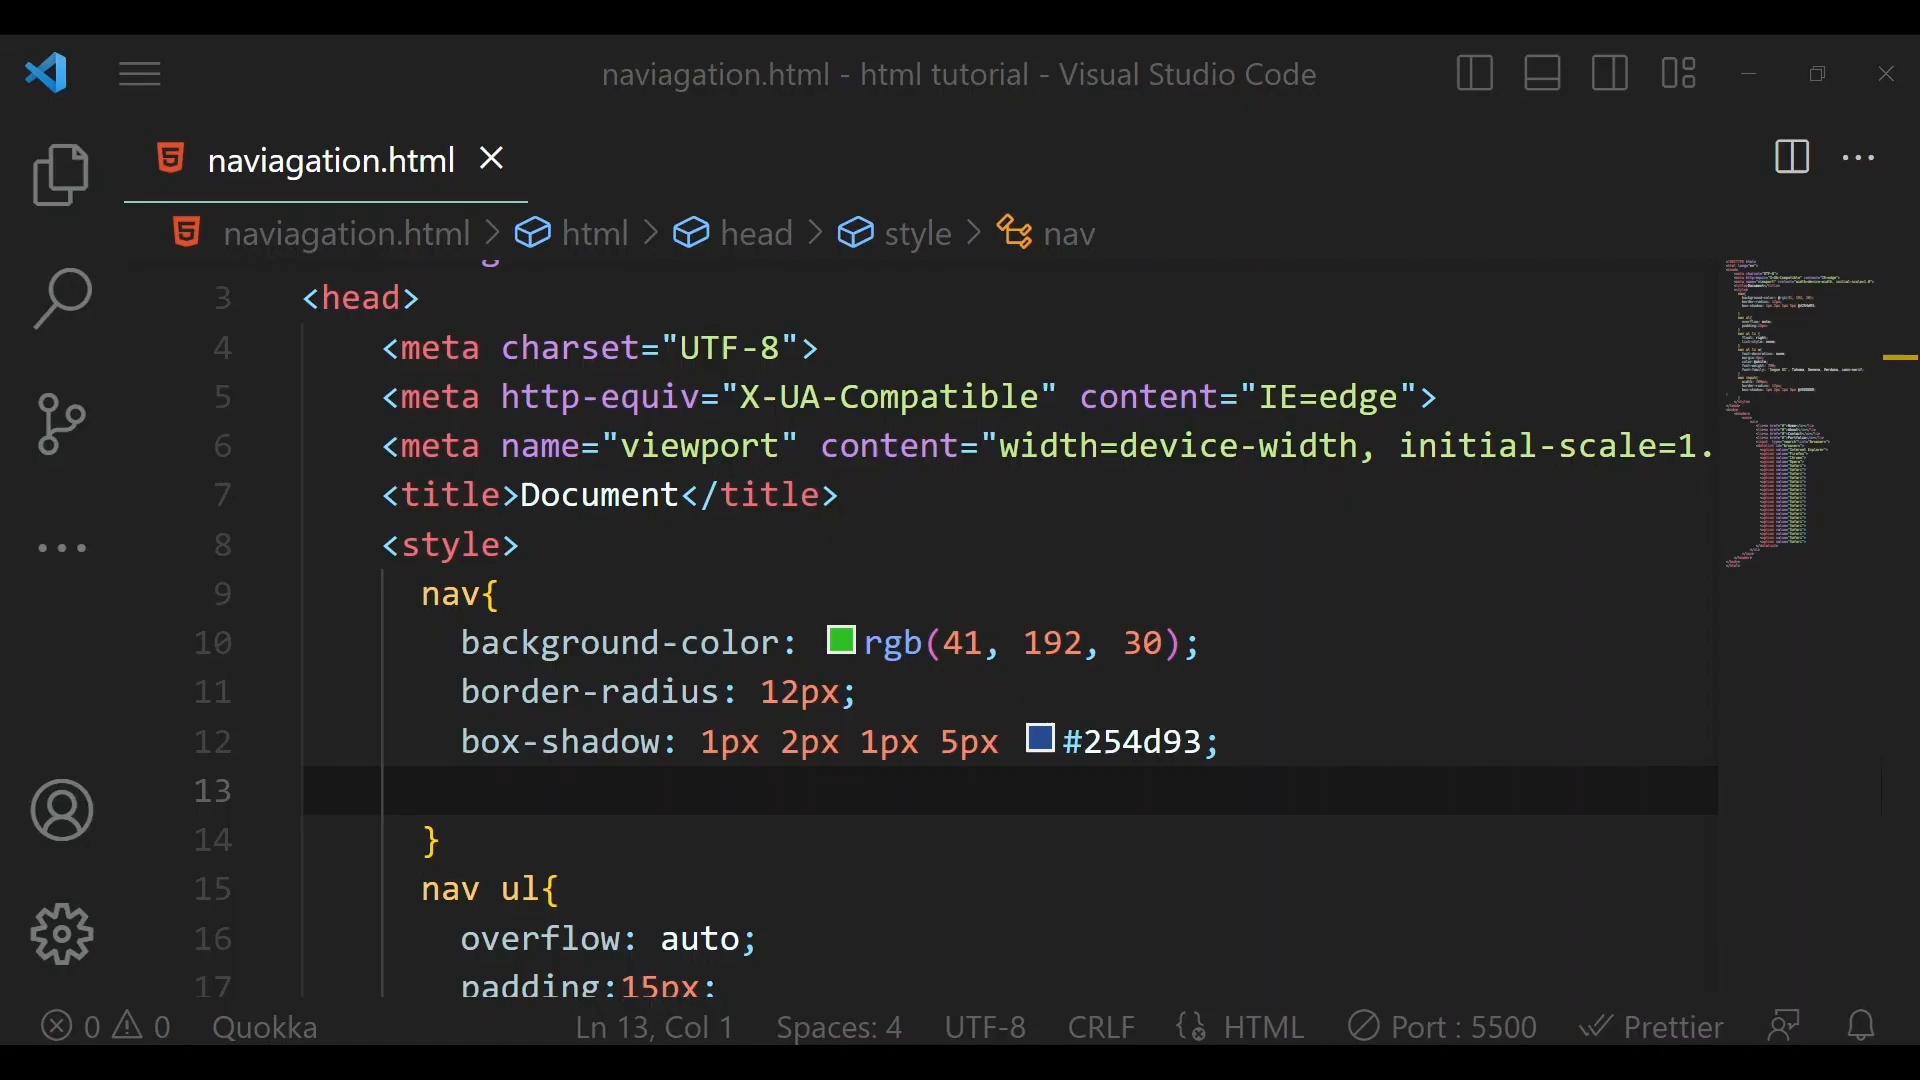 naviagation.html - html tutorial - Visual Studio Code
naviagation.html
naviagation.html > html > head > style > nav
3 <head>
4 <meta charset="UTF-8">
5 <meta http-equiv="X-UA-Compatible" content="IE=edge">
6 <meta name="viewport" content="width=device-width, initial-scale=1.
7 <title>Document</title>
8 <style>
9 nav{
10 background-color: rgb(41, 192, 30);
11 border-radius: 12px;
12 box-shadow: 1px 2px 1px 5px #254d93;
13
14 }
15 nav ul{
16 overflow: auto;
17 padding:15px;
0 0 Quokka Ln 13, Col 1 Spaces: 4 UTF-8 CRLF HTML Port : 5500 Prettier